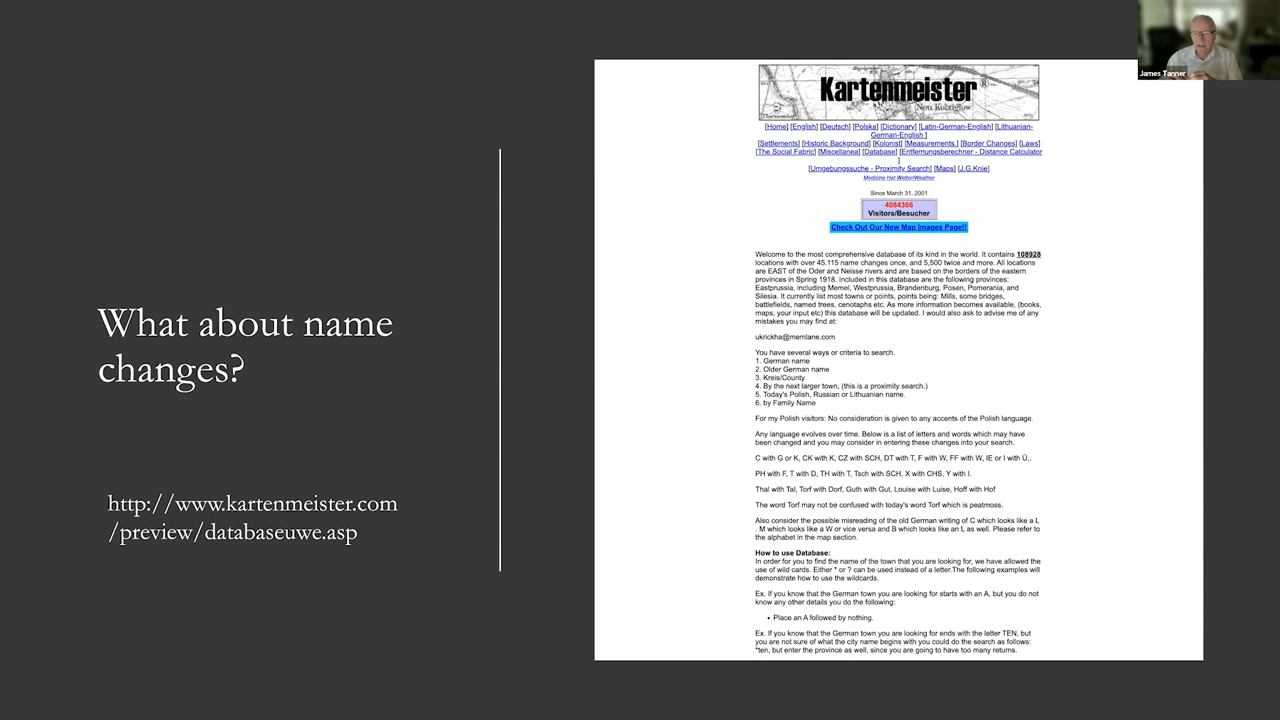 What about name
changes?
http://www.kartenmeister.com
/preview/databaseuwe.asp
Kartenmeister®
[Home] [English] [Deutsch] [Polska] [Dictionary] [Latin-German-English] [Lithuanian-
German-English ]
[Settlements] [Historic Background] [Kolonist] [Measurements ] [Border Changes] [Laws]
[The Social Fabric] [Miscellanea] [Database] [Entfernungsberechner - Distance Calculator
]
[Umgebungssuche - Proximity Search] [Maps] [J.G.Knie]
Medicine Hat Wetter/Weather
Since March 31, 2001
4084366
Visitors/Besucher
Check Out Our New Map Images Page!!
Welcome to the most comprehensive database of its kind in the world. It contains 108928
locations with over 45.115 name changes once, and 5,500 twice and more. All locations
are EAST of the Oder and Neisse rivers and are based on the borders of the eastern
provinces in Spring 1918. Included in this database are the following provinces:
Eastprussia, including Memel, Westprussia, Brandenburg, Posen, Pomerania, and
Silesia. It currently list most towns or points, points being: Mills, some bridges,
battlefields, named trees, cenotaphs etc. As more information becomes available, (books,
maps, your input etc) this database will be updated. I would also ask to advise me of any
mistakes you may find at:
ukrickha@memlane.com
You have several ways or criteria to search.
1. German name
2. Older German name
3. Kreis/County
4. By the next larger town, (this is a proximity search.)
5. Today's Polish, Russian or Lithuanian name.
6. by Family Name
For my Polish visitors: No consideration is given to any accents of the Polish language.
Any language evolves over time. Below is a list of letters and words which may have
been changed and you may consider in entering these changes into your search.
C with G or K, CK with K, CZ with SCH, DT with T, F with W, FF with W, IE or I with Ü,.
PH with F, T with D, TH with T, Tsch with SCH, X with CHS, Y with I.
Thal with Tal, Torf with Dorf, Guth with Gut, Louise with Luise, Hoff with Hof
The word Torf may not be confused with today's word Torf which is peatmoss.
Also consider the possible misreading of the old German writing of C which looks like a L
. M which looks like a W or vice versa and B which looks like an L as well. Please refer to
the alphabet in the map section.
How to use Database:
In order for you to find the name of the town that you are looking for, we have allowed the
use of wild cards. Either * or ? can be used instead of a letter.The following examples will
demonstrate how to use the wildcards.
Ex. If you know that the German town you are looking for starts with an A, but you do not
know any other details you do the following:
• Place an A followed by nothing.
Ex. If you know that the German town you are looking for ends with the letter TEN, but
you are not sure of what the city name begins with you could do the search as follows:
*ten, but enter the province as well, since you are going to have too many returns.
James Tanner